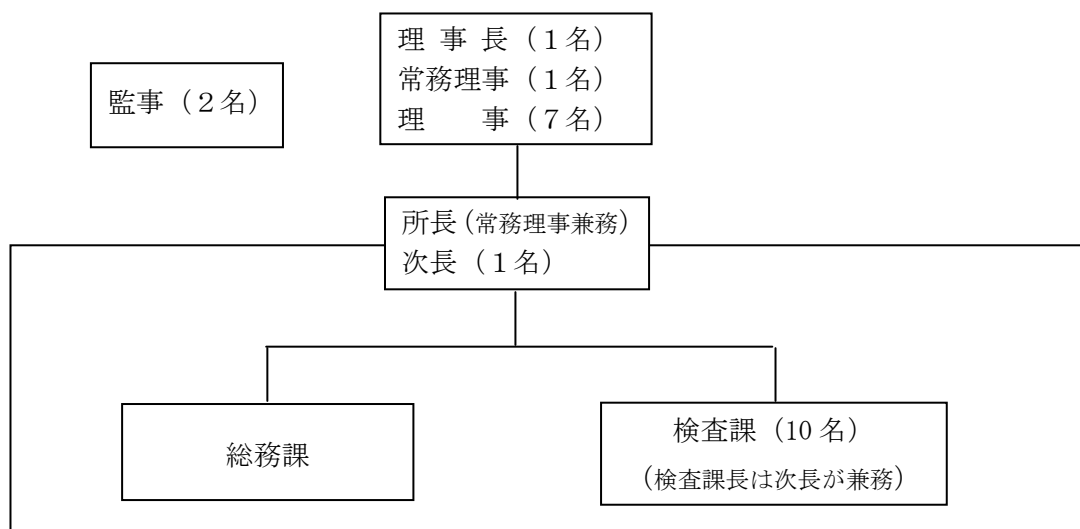 理 事 長（１名）
常務理事（１名）
理　　事（７名）
監事（２名）
所長（常務理事兼務）
次長（１名）
総務課
検査課（10 名）
（検査課長は次長が兼務）